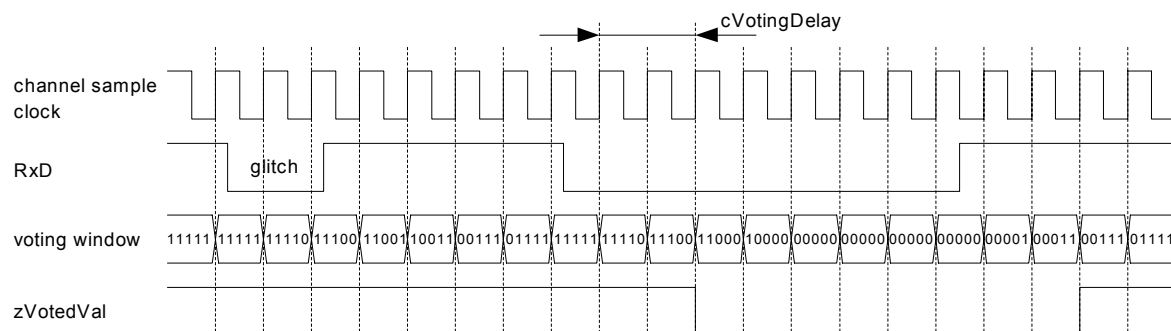 cVotingDelay
channel sample
clock
RxD
glitch
voting window
11111 11111 11110 11100 11001 10011 00111 01111 11111 11110 11100 11000 10000 00000 00000 00000 00000 00001 00011 00111 01111
zVotedVal